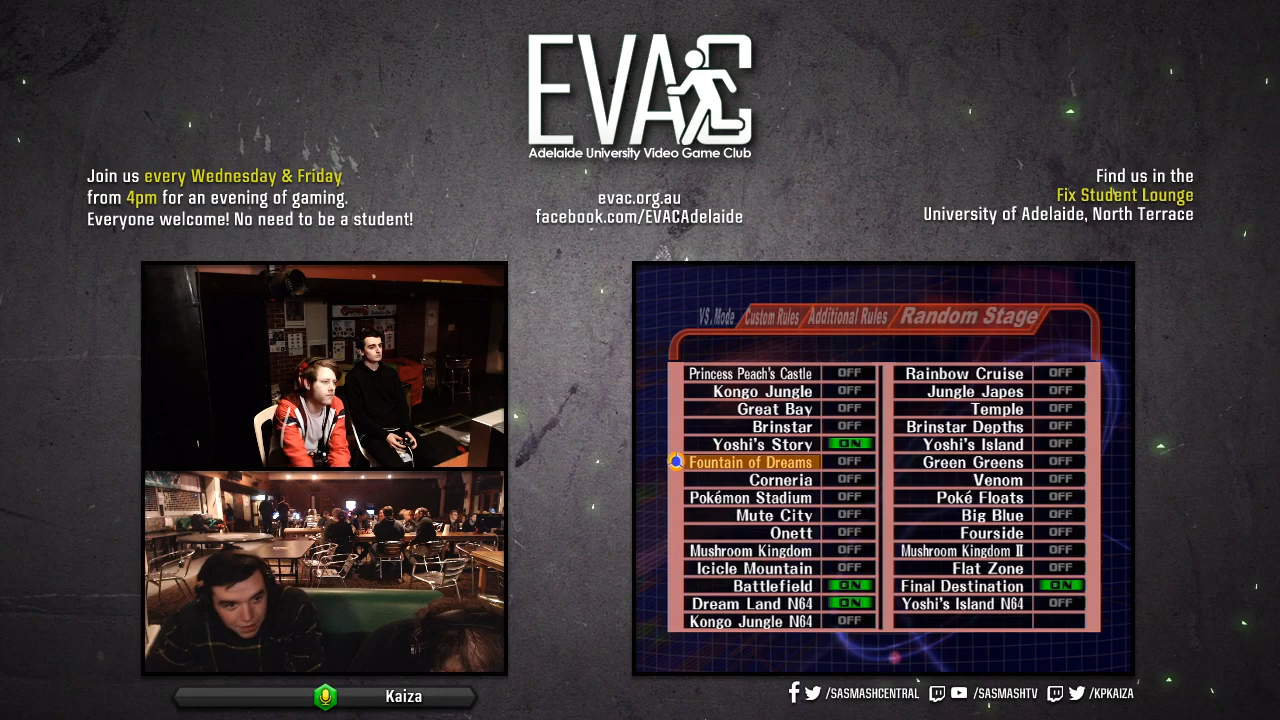 EVAC
Adelaide University Video Game Club
Join us every Wednesday & Friday
from 4pm for an evening of gaming.
Everyone welcome! No need to be a student!
evac.org.au
facebook.com/EVACAdelaide
Find us in the
Fix Student Lounge
University of Adelaide, North Terrace
VS. Mode Custom Rules Additional Rules Random Stage
Princess Peach's Castle OFF Rainbow Cruise OFF
Kongo Jungle OFF Jungle Japes OFF
Great Bay OFF Temple OFF
Brinstar OFF Brinstar Depths OFF
Yoshi's Story ON Yoshi's Island OFF
Fountain of Dreams OFF Green Greens OFF
Corneria OFF Venom OFF
Pokémon Stadium OFF Poké Floats OFF
Mute City OFF Big Blue OFF
Onett OFF Fourside OFF
Mushroom Kingdom OFF Mushroom Kingdom II OFF
Icicle Mountain OFF Flat Zone OFF
Battlefield ON Final Destination ON
Dream Land N64 ON Yoshi's Island N64 OFF
Kongo Jungle N64 OFF
Kaiza
/SASMASHCENTRAL /SASMASHTV /KPKAIZA